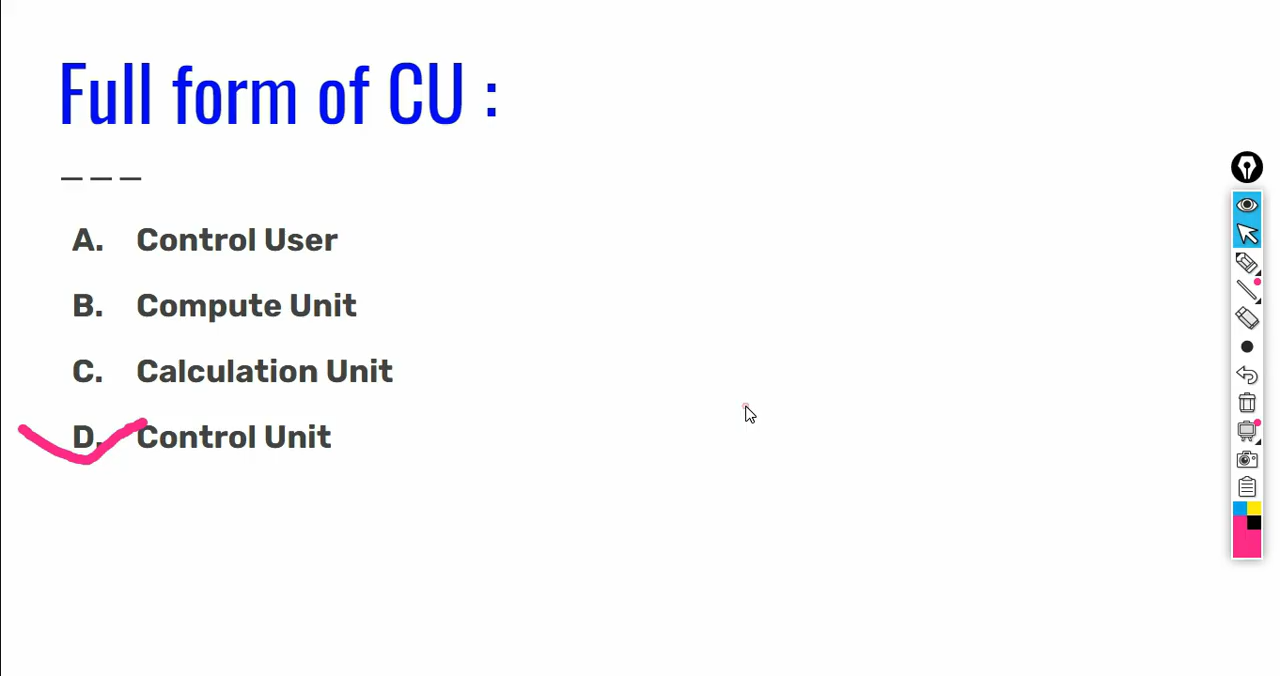 Full form of CU :
A. Control User
B. Compute Unit
C. Calculation Unit
D. Control Unit